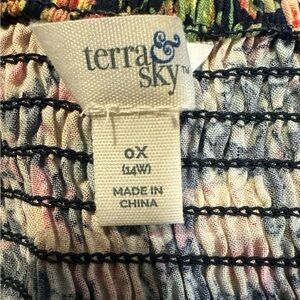 terra &
sky™
0X
(14W)
MADE IN
CHINA